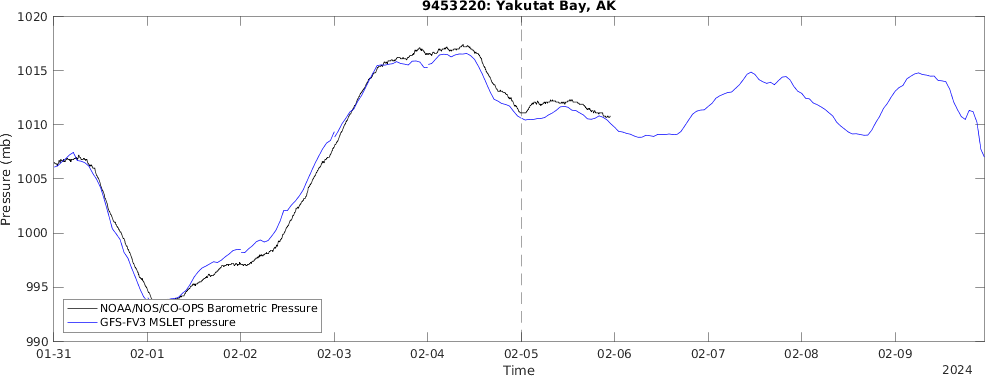 9453220: Yakutat Bay, AK
Pressure (mb)
1020
1015
1010
1005
1000
995
990
NOAA/NOS/CO-OPS Barometric Pressure
GFS-FV3 MSLET pressure
01-31 02-01 02-02 02-03 02-04 02-05 02-06 02-07 02-08 02-09
Time
2024